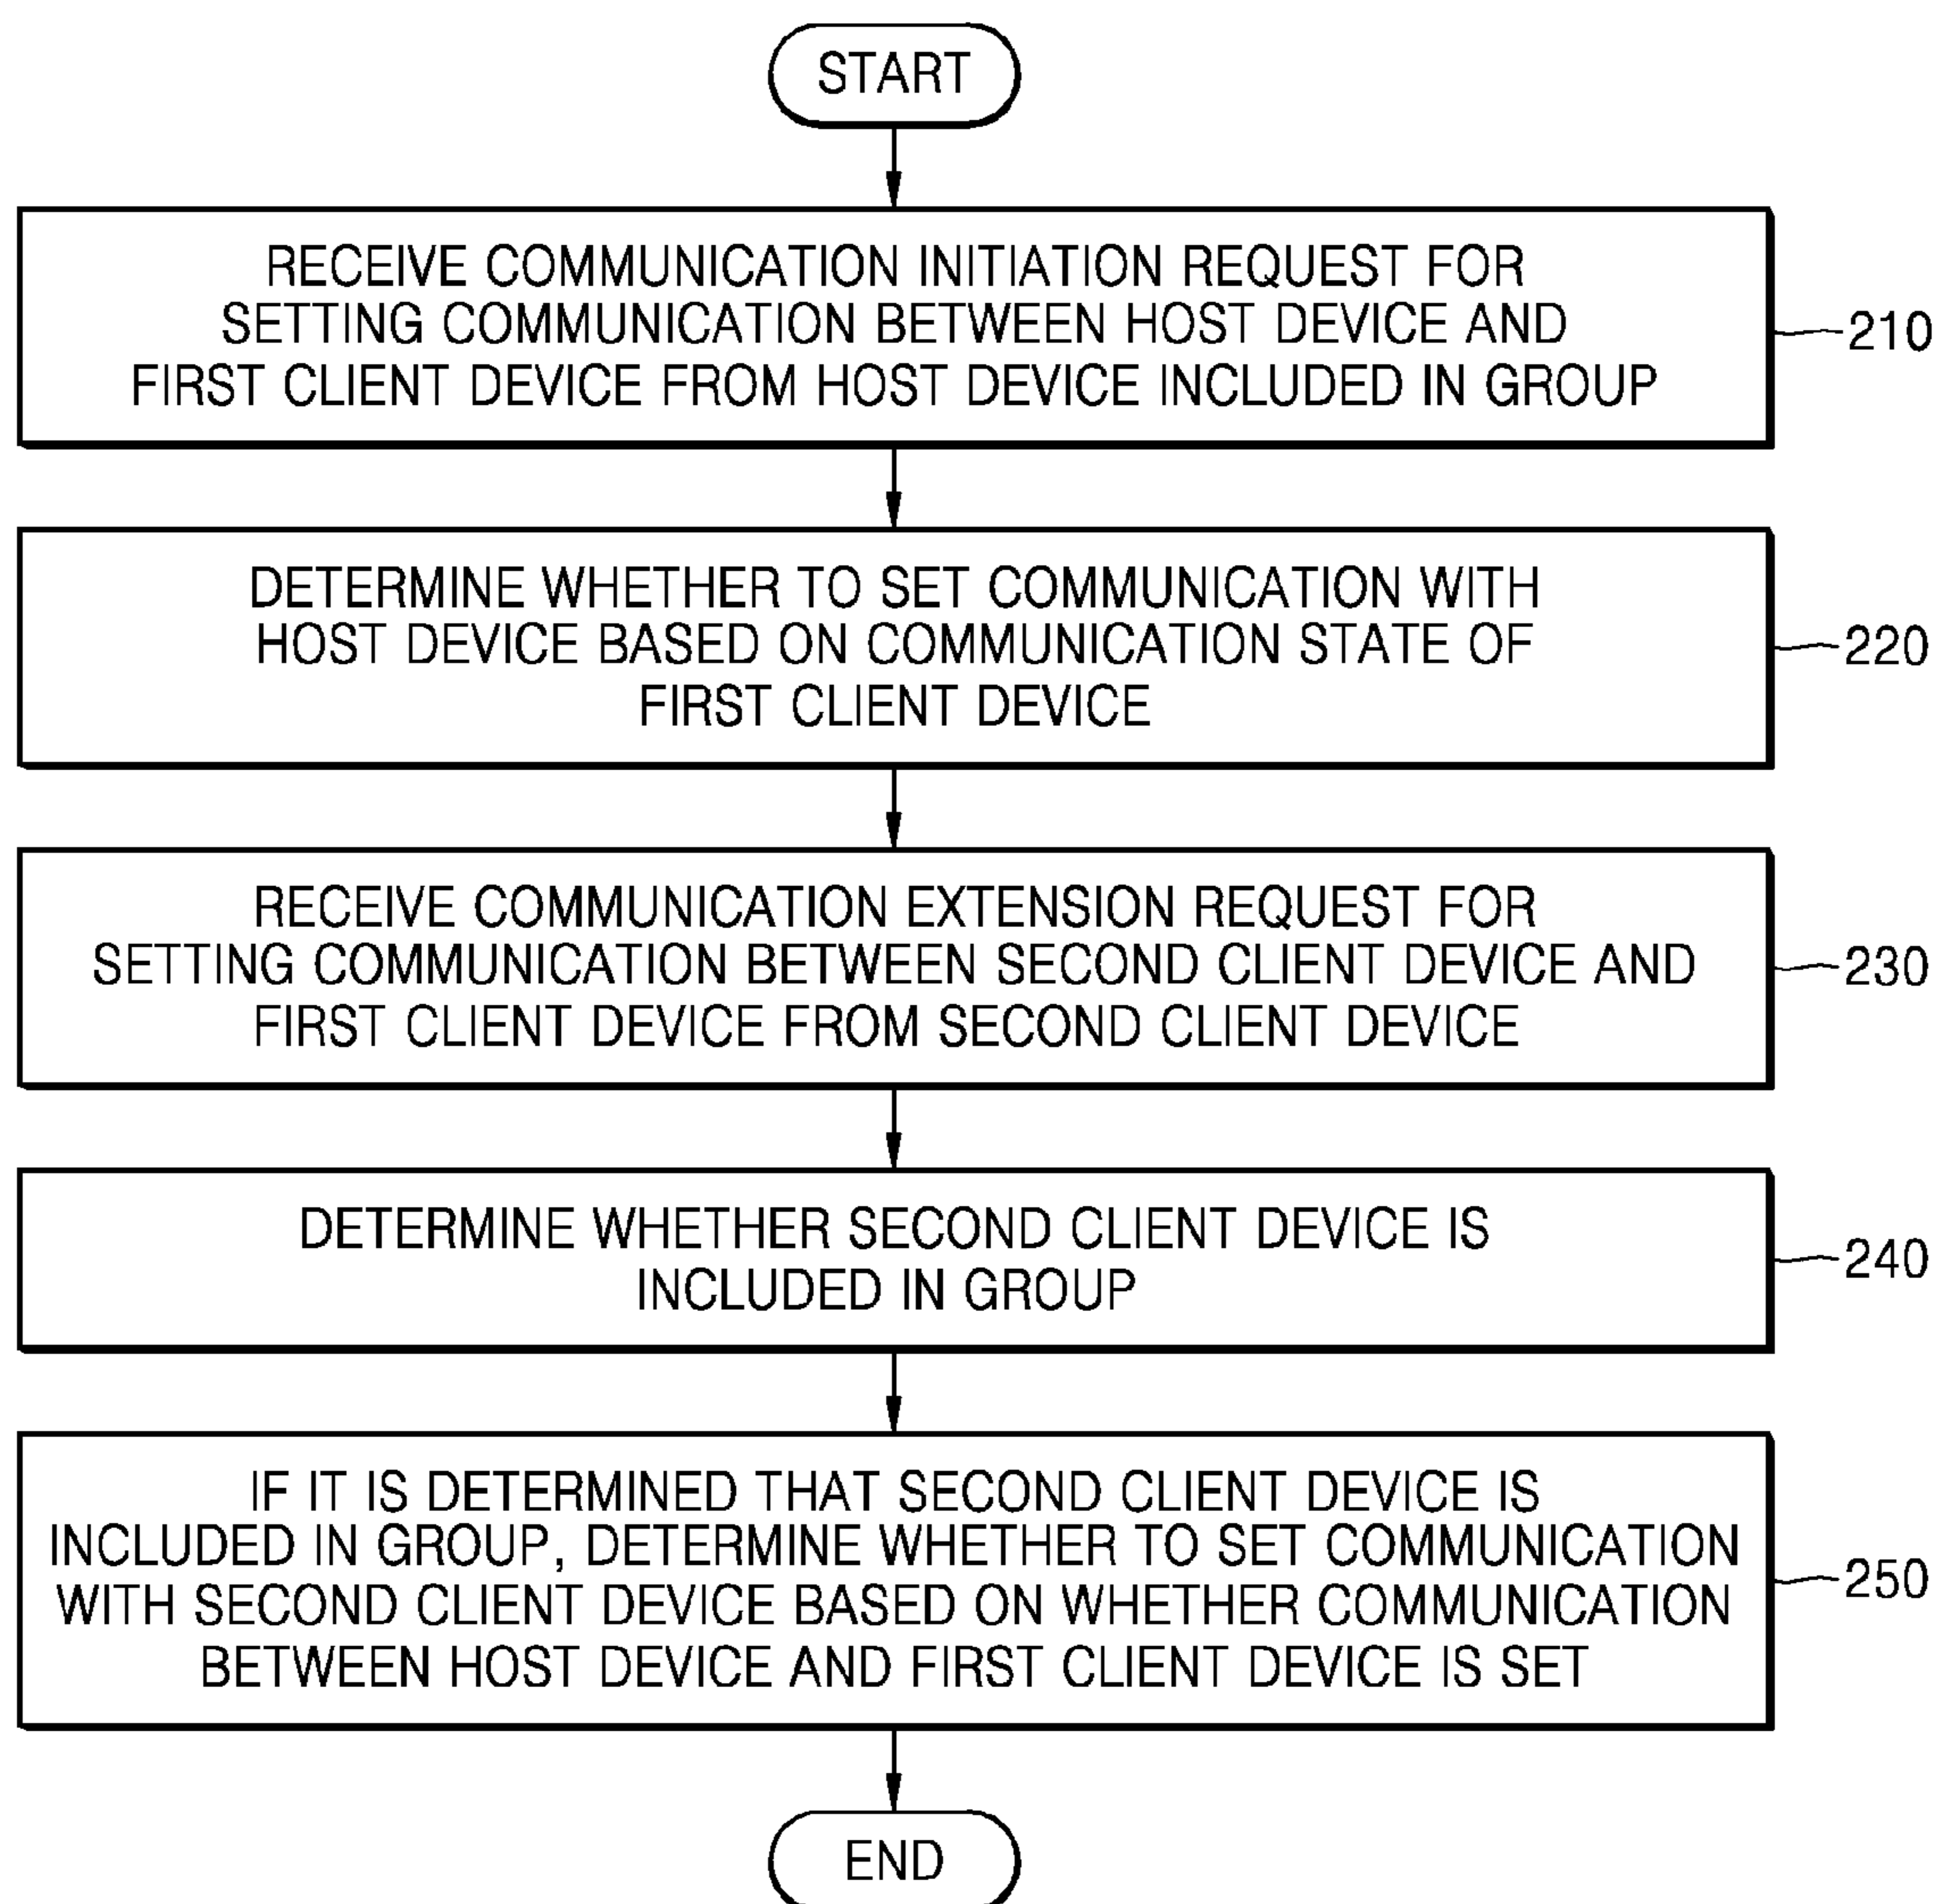 START
RECEIVE COMMUNICATION INITIATION REQUEST FOR
SETTING COMMUNICATION BETWEEN HOST DEVICE AND
FIRST CLIENT DEVICE FROM HOST DEVICE INCLUDED IN GROUP
210
DETERMINE WHETHER TO SET COMMUNICATION WITH
HOST DEVICE BASED ON COMMUNICATION STATE OF
FIRST CLIENT DEVICE
220
RECEIVE COMMUNICATION EXTENSION REQUEST FOR
SETTING COMMUNICATION BETWEEN SECOND CLIENT DEVICE AND
FIRST CLIENT DEVICE FROM SECOND CLIENT DEVICE
230
DETERMINE WHETHER SECOND CLIENT DEVICE IS
INCLUDED IN GROUP
240
IF IT IS DETERMINED THAT SECOND CLIENT DEVICE IS
INCLUDED IN GROUP, DETERMINE WHETHER TO SET COMMUNICATION
WITH SECOND CLIENT DEVICE BASED ON WHETHER COMMUNICATION
BETWEEN HOST DEVICE AND FIRST CLIENT DEVICE IS SET
250
END